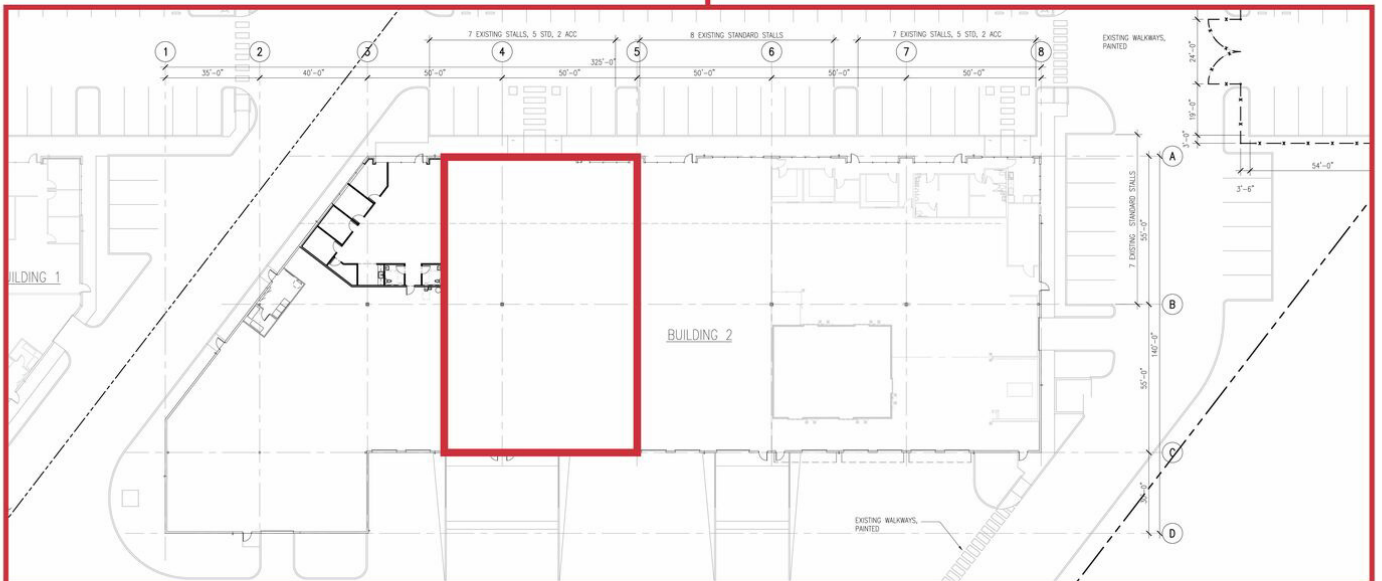 7 EXISTING STALLS, 5 STD, 2 ACC
8 EXISTING STANDARD STALLS
7 EXISTING STALLS, 5 STD, 2 ACC
EXISTING WALKWAYS,
PAINTED
1
2
3
4
5
6
7
8
325'-0"
35'-0"
40'-0"
50'-0"
50'-0"
50'-0"
50'-0"
50'-0"
24'-0"
19'-0"
3'-0"
54'-0"
3'-6"
A
7 EXISTING STANDARD STALLS
55'-0"
B
140'-0"
55'-0"
C
30'-0"
D
UILDING 1
BUILDING 2
EXISTING WALKWAYS,
PAINTED